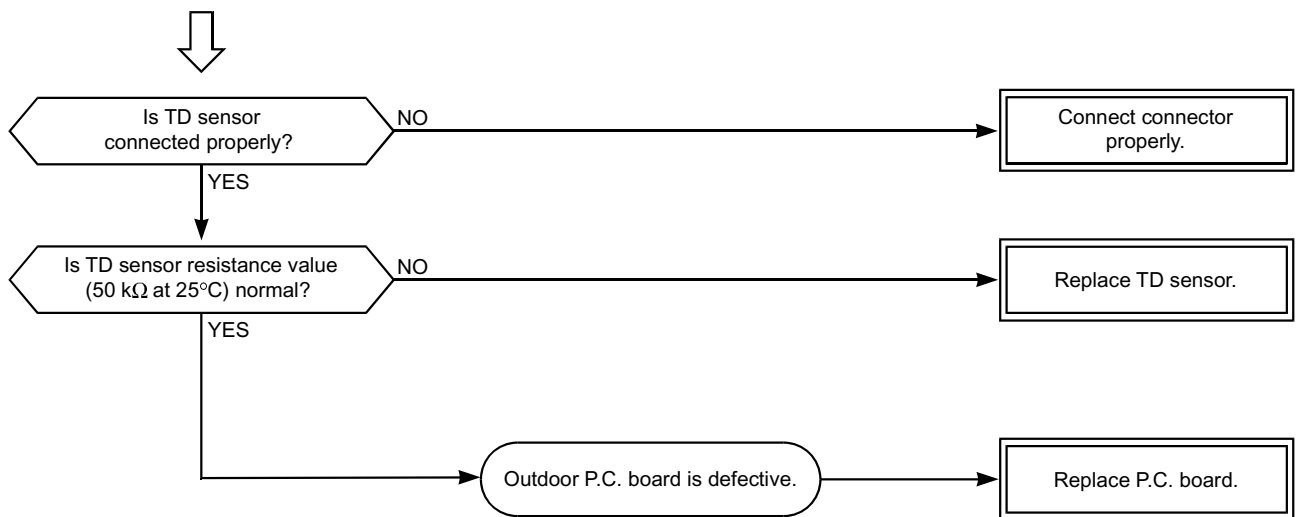 Is TD sensor
connected properly?
NO
Connect connector
properly.
YES
Is TD sensor resistance value
(50 kΩ at 25°C) normal?
NO
Replace TD sensor.
YES
Outdoor P.C. board is defective.
Replace P.C. board.